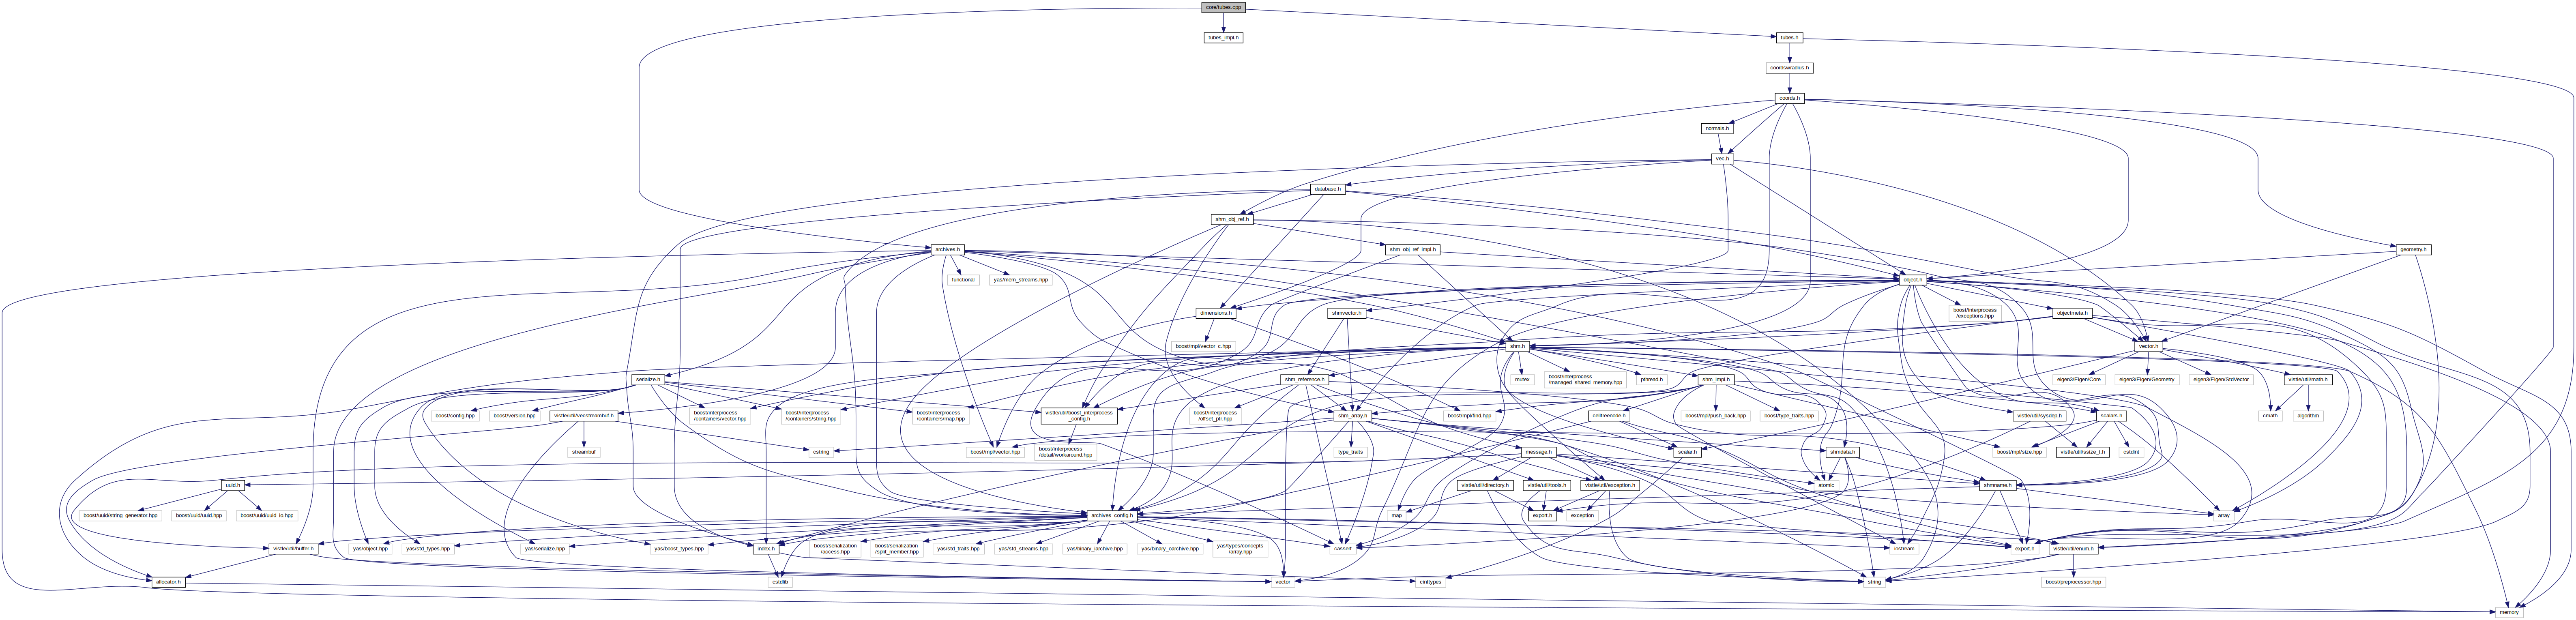 core/tubes.cpp
tubes_impl.h
tubes.h
coordswradius.h
coords.h
normals.h
vec.h
database.h
shm_obj_ref.h
archives.h
shm_obj_ref_impl.h
geometry.h
functional
yas/mem_streams.hpp
object.h
dimensions.h
shmvector.h
boost/interprocess
/exceptions.hpp
objectmeta.h
boost/mpl/vector_c.hpp
shm.h
vector.h
serialize.h
shm_reference.h
mutex
boost/interprocess
/managed_shared_memory.hpp
pthread.h
shm_impl.h
eigen3/Eigen/Core
eigen3/Eigen/Geometry
eigen3/Eigen/StdVector
vistle/util/math.h
boost/config.hpp
boost/version.hpp
vistle/util/vecstreambuf.h
boost/interprocess
/containers/vector.hpp
boost/interprocess
/containers/string.hpp
boost/interprocess
/containers/map.hpp
vistle/util/boost_interprocess
_config.h
boost/interprocess
/offset_ptr.hpp
shm_array.h
boost/mpl/find.hpp
celltreenode.h
boost/mpl/push_back.hpp
boost/type_traits.hpp
vistle/util/sysdep.h
scalars.h
cmath
algorithm
streambuf
cstring
boost/mpl/vector.hpp
boost/interprocess
/detail/workaround.hpp
type_traits
message.h
scalar.h
shmdata.h
boost/mpl/size.hpp
vistle/util/ssize_t.h
cstdint
uuid.h
vistle/util/directory.h
vistle/util/tools.h
vistle/util/exception.h
atomic
shmname.h
boost/uuid/string_generator.hpp
boost/uuid/uuid.hpp
boost/uuid/uuid_io.hpp
archives_config.h
map
export.h
exception
array
vistle/util/buffer.h
yas/object.hpp
yas/std_types.hpp
yas/serialize.hpp
yas/boost_types.hpp
index.h
boost/serialization
/access.hpp
boost/serialization
/split_member.hpp
yas/std_traits.hpp
yas/std_streams.hpp
yas/binary_iarchive.hpp
yas/binary_oarchive.hpp
yas/types/concepts
/array.hpp
cassert
iostream
export.h
vistle/util/enum.h
allocator.h
cstdlib
vector
cinttypes
string
boost/preprocessor.hpp
memory